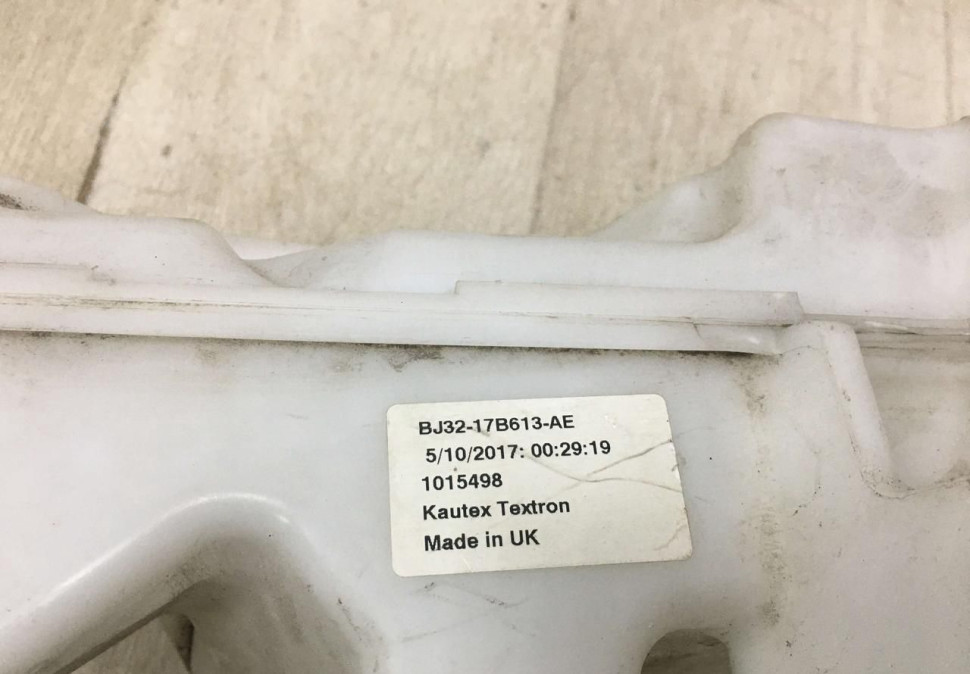 BJ32-17B613-AE
5/10/2017: 00:29:19
1015498
Kautex Textron
Made in UK